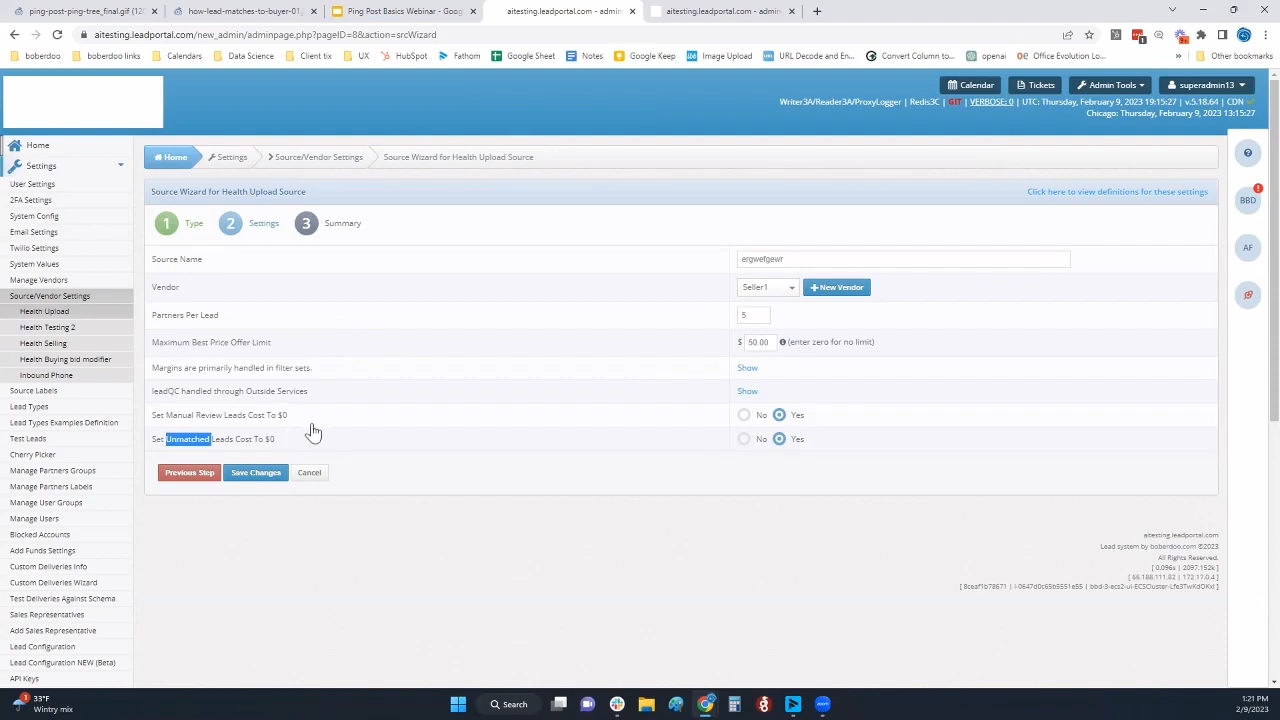 ping-post-ping-tree_final.gif (120
how-lead-matches-to-buyer-01_
Ping Post Basics Webinar - Goog
aitesting.leadportal.com - admin
aitesting.leadportal.com - admin
aitesting.leadportal.com/new_adminpage.php?pageID=8&action=srcWizard
boberdoo
boberdoo links
Calendars
Data Science
Client tix
UX
HubSpot
Fathom
Google Sheet
Notes
Google Keep
Image Upload
URL Decode and En...
Convert Column to...
openai
Office Evolution Lo...
Other bookmarks
Calendar
Tickets
Admin Tools
superadmin13
Writer3A/Reader3A/ProxyLogger | Redis3C | GIT | VERBOSE: 0 | UTC: Thursday, February 9, 2023 19:15:27 | v.5.18.64 | CDN
Chicago: Thursday, February 9, 2023 13:15:27
Home
Settings
User Settings
2FA Settings
System Config
Email Settings
Twilio Settings
System Values
Manage Vendors
Source/Vendor Settings
Health Upload
Health Testing 2
Health Selling
Health Buying bid modifier
Inbound Phone
Source Labels
Lead Types
Lead Types Examples Definition
Test Leads
Cherry Picker
Manage Partners Groups
Manage Partners Labels
Manage User Groups
Manage Users
Blocked Accounts
Add Funds Settings
Custom Deliveries Info
Custom Deliveries Wizard
Test Deliveries Against Schema
Sales Representatives
Add Sales Representative
Lead Configuration
Lead Configuration NEW (Beta)
API Keys
Home
Settings
Source/Vendor Settings
Source Wizard for Health Upload Source
Source Wizard for Health Upload Source
Click here to view definitions for these settings
1 Type
2 Settings
3 Summary
Source Name
ergwefgewr
Vendor
Seller1
New Vendor
Partners Per Lead
5
Maximum Best Price Offer Limit
$ 50.00 (enter zero for no limit)
Margins are primarily handled in filter sets.
Show
leadQC handled through Outside Services
Show
Set Manual Review Leads Cost To $0
No Yes
Set Unmatched Leads Cost To $0
No Yes
Previous Step
Save Changes
Cancel
BBD
AF
aitesting.leadportal.com
Lead system by boberdoo.com ©2023
All Rights Reserved.
[ 0.096s | 2097.152k ]
[ 66.188.111.82 | 172.17.0.4 ]
33°F
Wintry mix
Search
1:21 PM
2/9/2023